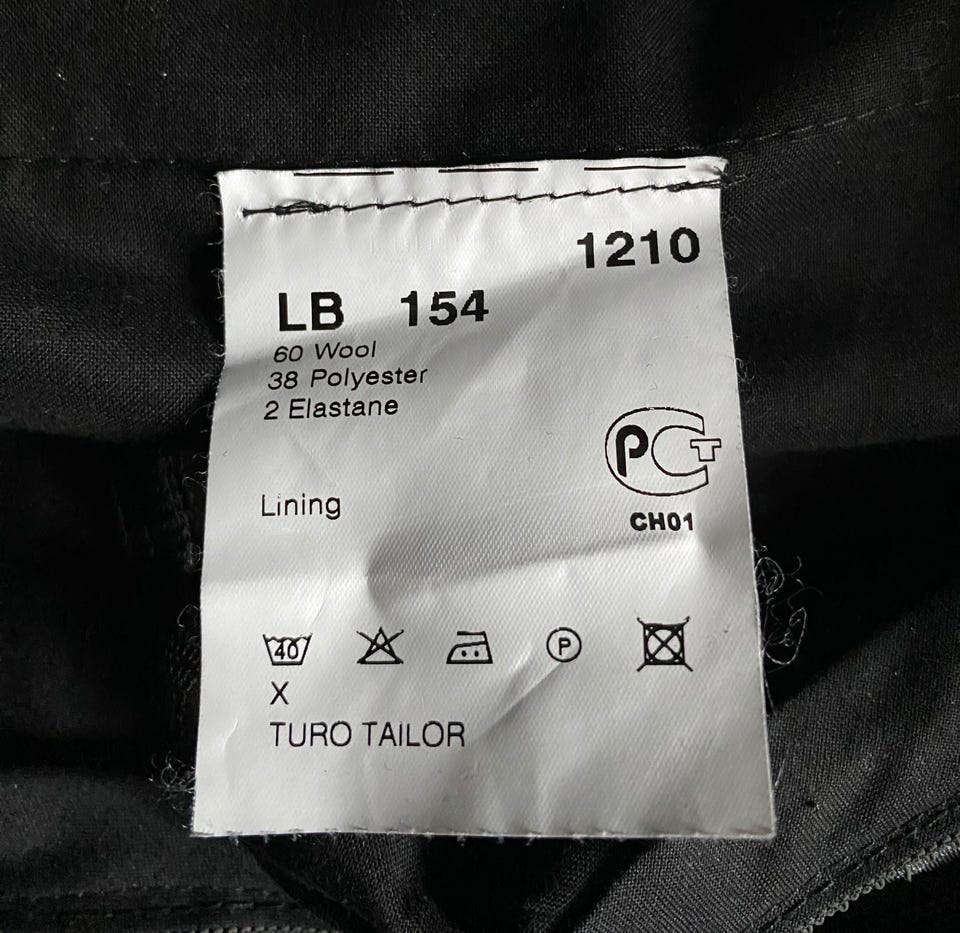 1210
LB 154
60 Wool
38 Polyester
2 Elastane
PCT
CH01
Lining
40 P
X
TURO TAILOR